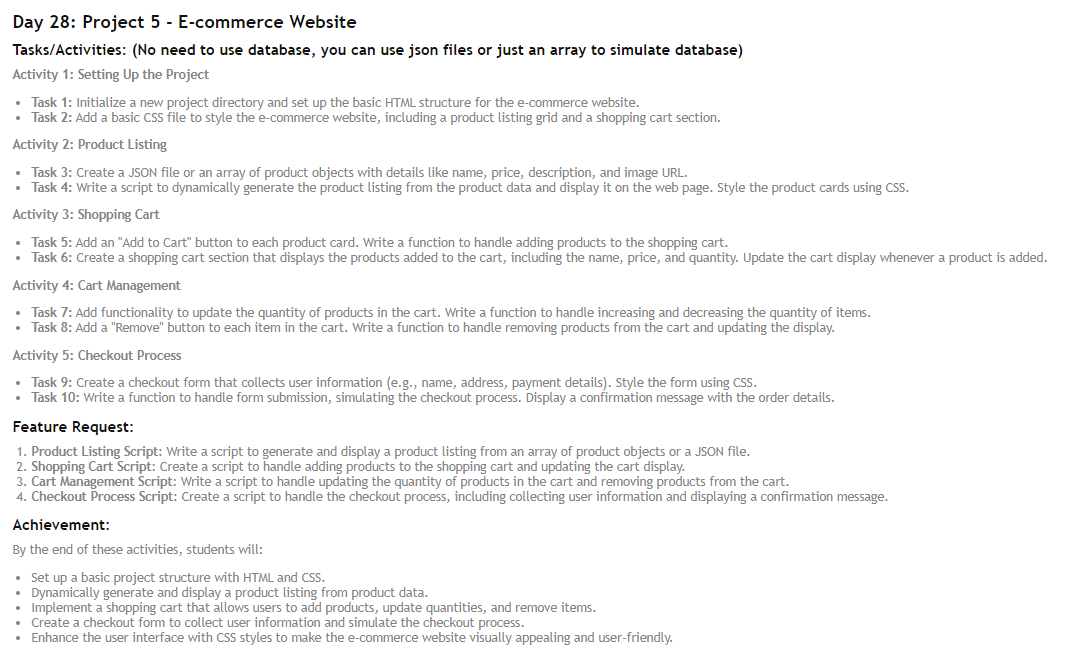 Day 28: Project 5 - E-commerce Website
Tasks/Activities: (No need to use database, you can use json files or just an array to simulate database)
Activity 1: Setting Up the Project
• Task 1: Initialize a new project directory and set up the basic HTML structure for the e-commerce website.
• Task 2: Add a basic CSS file to style the e-commerce website, including a product listing grid and a shopping cart section.
Activity 2: Product Listing
• Task 3: Create a JSON file or an array of product objects with details like name, price, description, and image URL.
• Task 4: Write a script to dynamically generate the product listing from the product data and display it on the web page. Style the product cards using CSS.
Activity 3: Shopping Cart
• Task 5: Add an "Add to Cart" button to each product card. Write a function to handle adding products to the shopping cart.
• Task 6: Create a shopping cart section that displays the products added to the cart, including the name, price, and quantity. Update the cart display whenever a product is added.
Activity 4: Cart Management
• Task 7: Add functionality to update the quantity of products in the cart. Write a function to handle increasing and decreasing the quantity of items.
• Task 8: Add a "Remove" button to each item in the cart. Write a function to handle removing products from the cart and updating the display.
Activity 5: Checkout Process
• Task 9: Create a checkout form that collects user information (e.g., name, address, payment details). Style the form using CSS.
• Task 10: Write a function to handle form submission, simulating the checkout process. Display a confirmation message with the order details.
Feature Request:
1. Product Listing Script: Write a script to generate and display a product listing from an array of product objects or a JSON file.
2. Shopping Cart Script: Create a script to handle adding products to the shopping cart and updating the cart display.
3. Cart Management Script: Write a script to handle updating the quantity of products in the cart and removing products from the cart.
4. Checkout Process Script: Create a script to handle the checkout process, including collecting user information and displaying a confirmation message.
Achievement:
By the end of these activities, students will:
• Set up a basic project structure with HTML and CSS.
• Dynamically generate and display a product listing from product data.
• Implement a shopping cart that allows users to add products, update quantities, and remove items.
• Create a checkout form to collect user information and simulate the checkout process.
• Enhance the user interface with CSS styles to make the e-commerce website visually appealing and user-friendly.